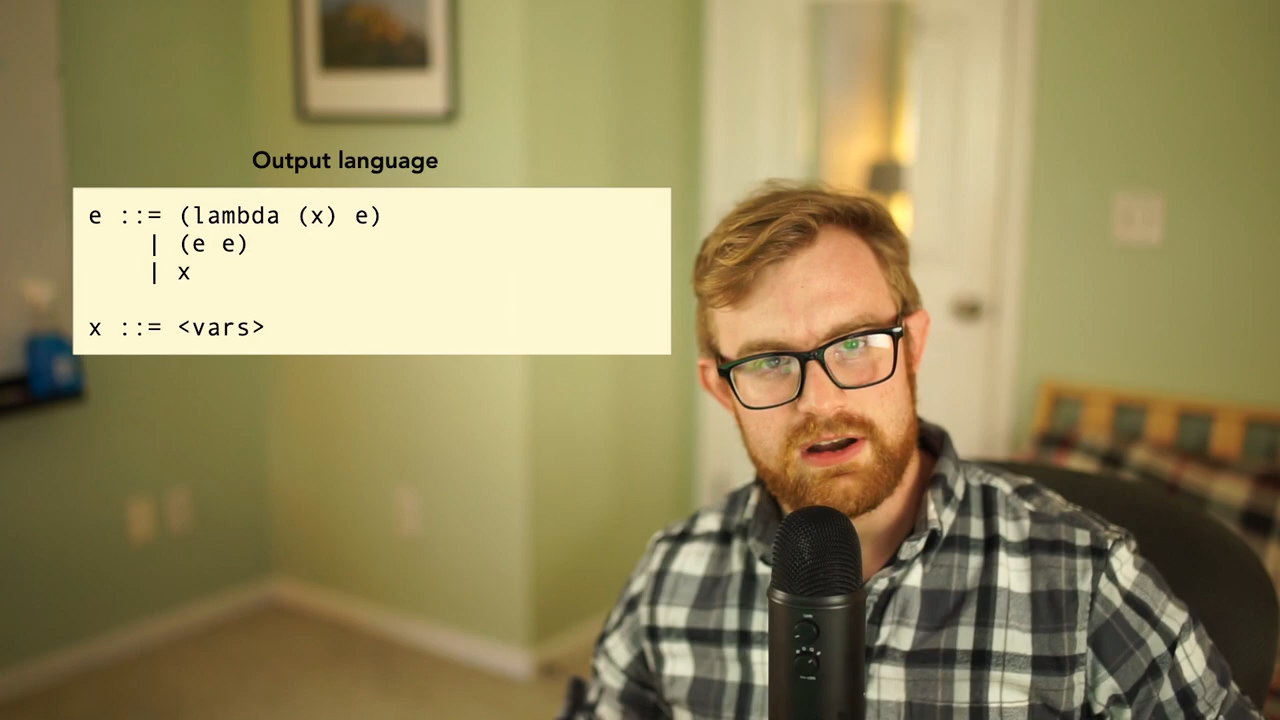 Output language
e ::= (lambda (x) e)
| (e e)
| x
x ::= <vars>